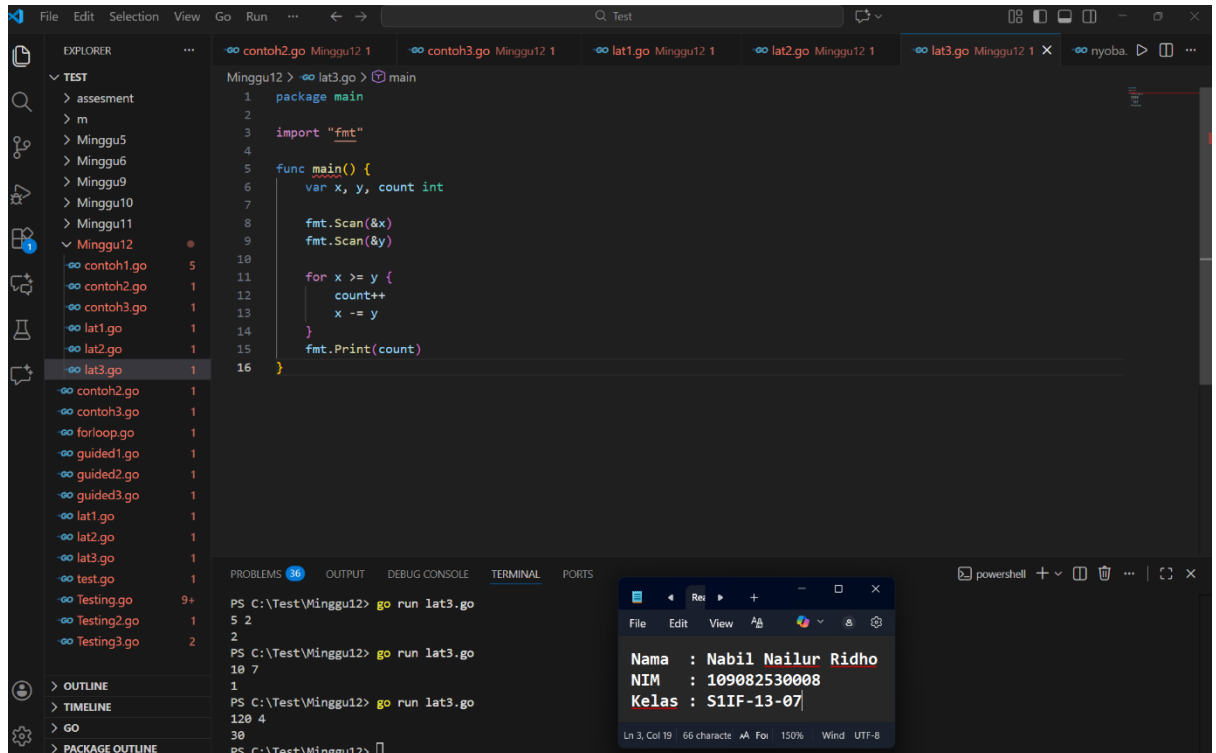 File Edit Selection View Go Run ... Test
EXPLORER ...
contoh2.go Minggu12 1 contoh3.go Minggu12 1 lat1.go Minggu12 1 lat2.go Minggu12 1 lat3.go Minggu12 1 nyoba. ...
TEST
assesment
m
Minggu5
Minggu6
Minggu9
Minggu10
Minggu11
Minggu12
contoh1.go 5
contoh2.go 1
contoh3.go 1
lat1.go 1
lat2.go 1
lat3.go 1
contoh2.go 1
contoh3.go 1
forloop.go 1
guided1.go 1
guided2.go 1
guided3.go 1
lat1.go 1
lat2.go 1
lat3.go 1
test.go 1
Testing.go 9+
Testing2.go 1
Testing3.go 2
OUTLINE
TIMELINE
GO
PACKAGE OUTLINE
1
Minggu12 > lat3.go > main
1 package main
2
3 import "fmt"
4
5 func main() {
6 var x, y, count int
7
8 fmt.Scan(&x)
9 fmt.Scan(&y)
10
11 for x >= y {
12 count++
13 x -= y
14 }
15 fmt.Print(count)
16 }
PROBLEMS 36 OUTPUT DEBUG CONSOLE TERMINAL PORTS powershell ...
PS C:\Test\Minggu12> go run lat3.go
5 2
2
PS C:\Test\Minggu12> go run lat3.go
10 7
1
PS C:\Test\Minggu12> go run lat3.go
120 4
30
PS C:\Test\Minggu12>
File Edit View
Nama : Nabil Nailur Ridho
NIM : 109082530008
Kelas : S1IF-13-07
Ln 3, Col 19 66 characte 150% Wind UTF-8